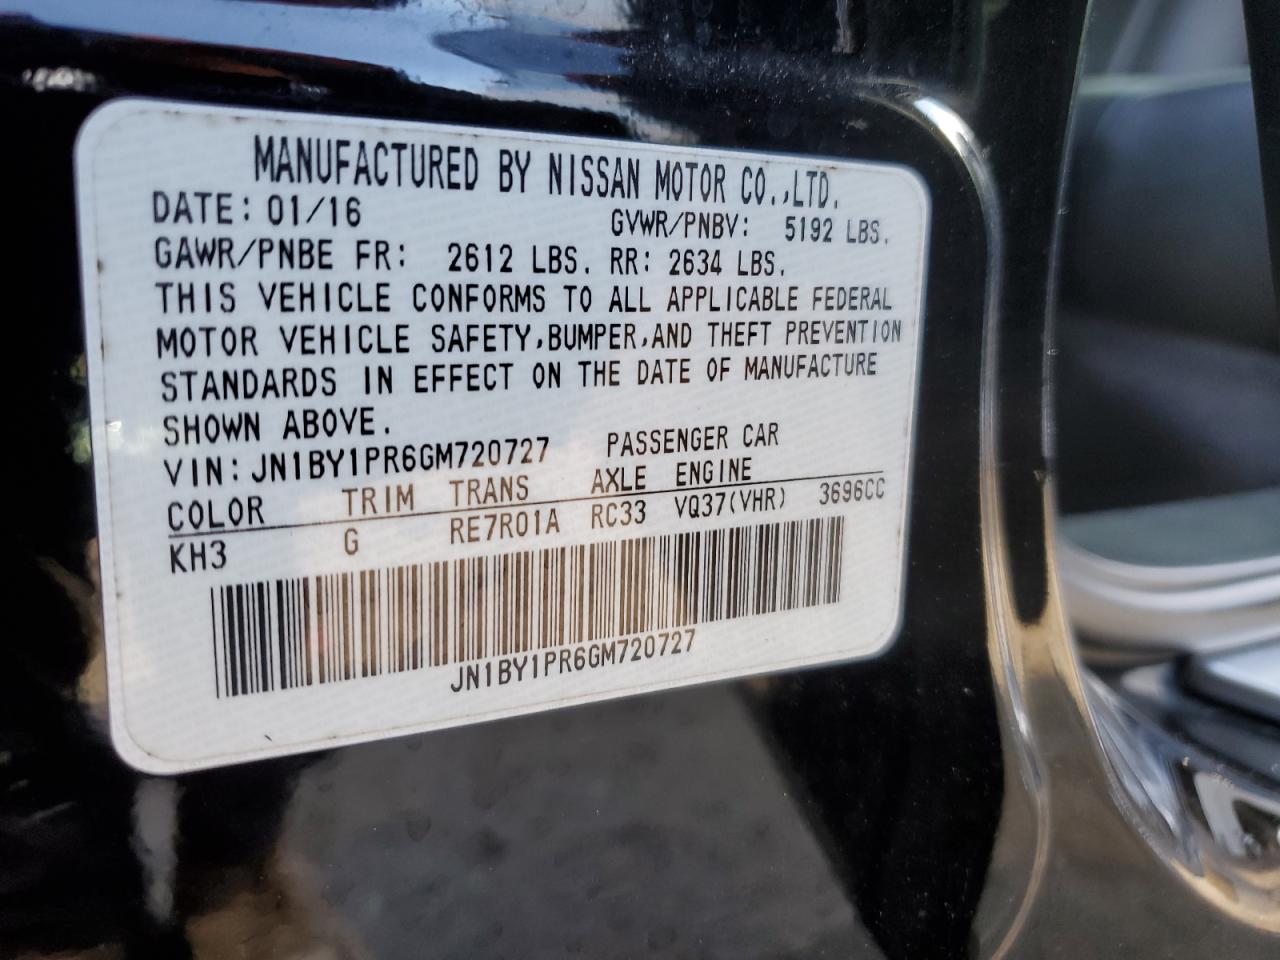 MANUFACTURED BY NISSAN MOTOR CO.,LTD.
DATE: 01/16 GVWR/PNBV: 5192 LBS.
GAWR/PNBE FR: 2612 LBS. RR: 2634 LBS.
THIS VEHICLE CONFORMS TO ALL APPLICABLE FEDERAL
MOTOR VEHICLE SAFETY,BUMPER,AND THEFT PREVENTION
STANDARDS IN EFFECT ON THE DATE OF MANUFACTURE
SHOWN ABOVE.
VIN: JN1BY1PR6GM720727 PASSENGER CAR
COLOR TRIM TRANS AXLE ENGINE
KH3 G RE7R01A RC33 VQ37(VHR) 3696CC
JN1BY1PR6GM720727